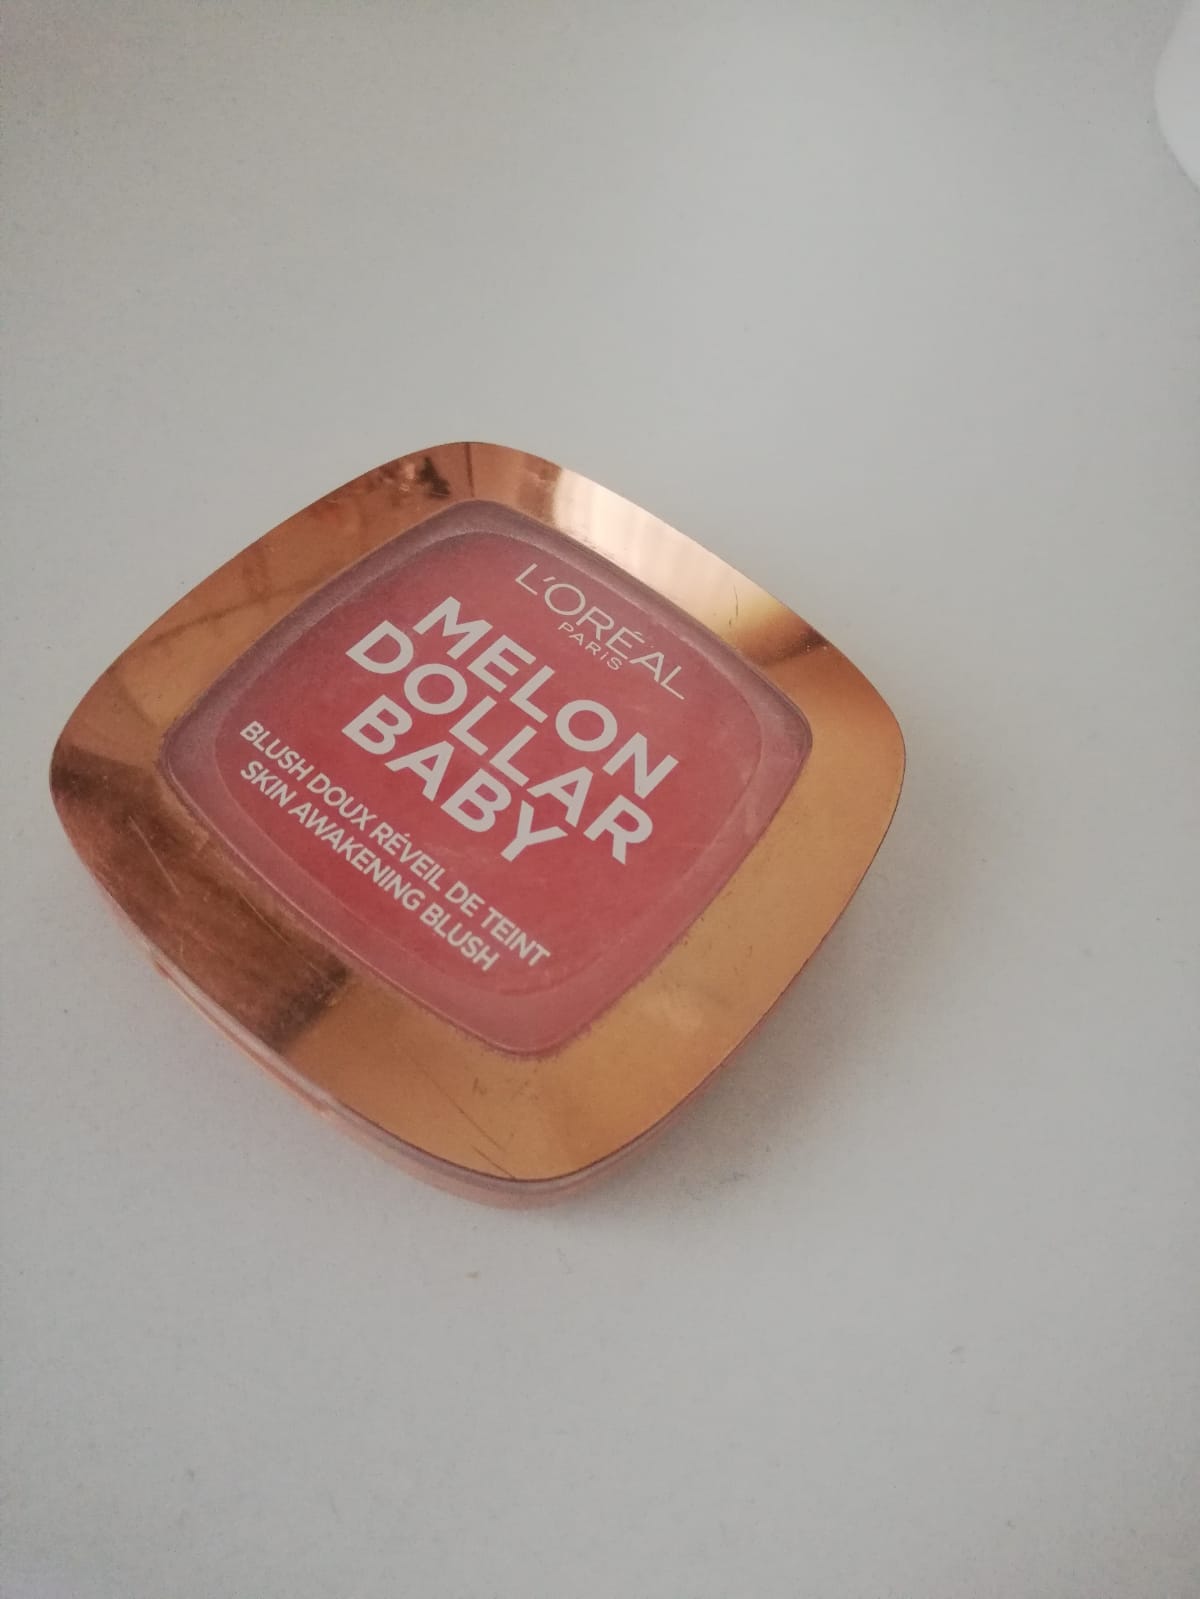 L'ORÉAL
PARIS
MELON
DOLLAR
BABY
BLUSH DOUX RÉVEIL DE TEINT
SKIN AWAKENING BLUSH